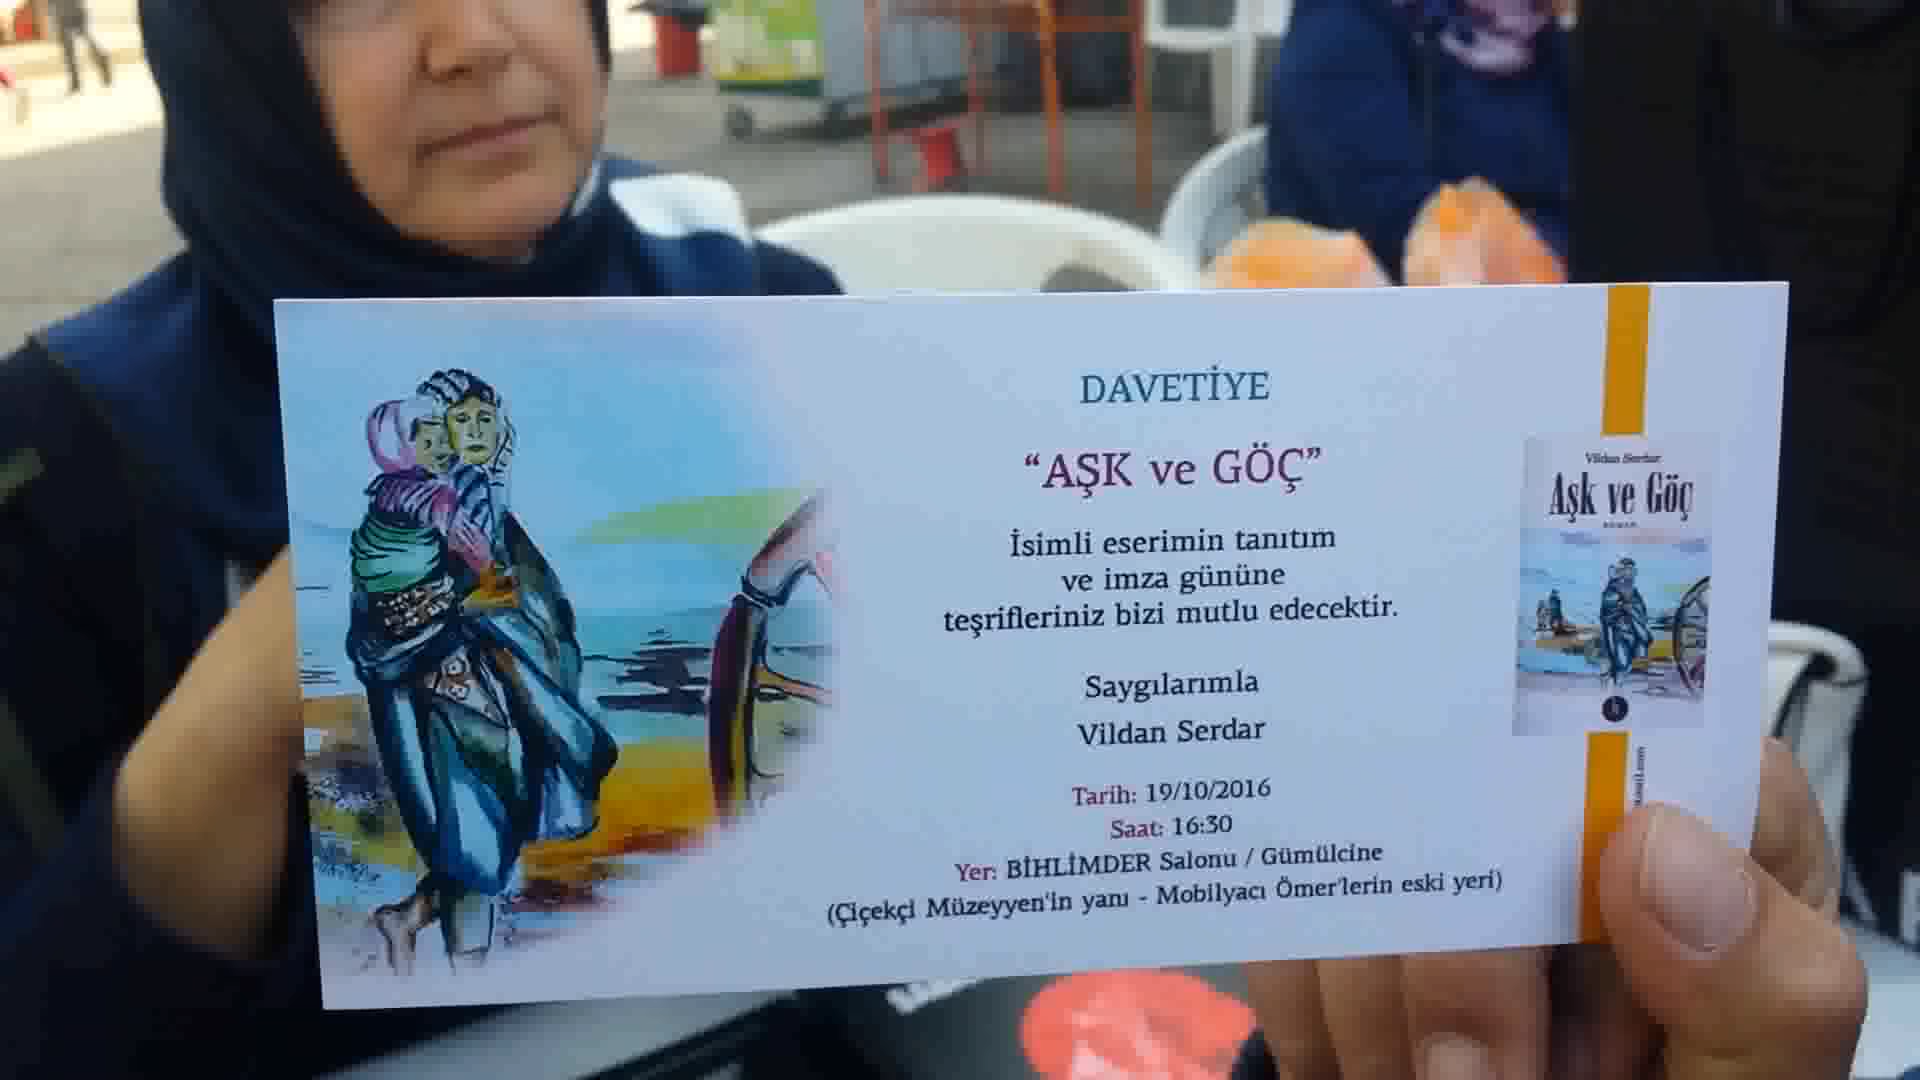 DAVETİYE
“AŞK ve GÖÇ”
İsimli eserimin tanıtım
ve imza gününe
teşrifleriniz bizi mutlu edecektir.
Saygılarımla
Vildan Serdar
Tarih: 19/10/2016
Saat: 16:30
Yer: BİHLİMDER Salonu / Gümülcine
(Çiçekçi Müzeyyen'in yanı - Mobilyacı Ömer'lerin eski yeri)
Vildan Serdar
Aşk ve Göç